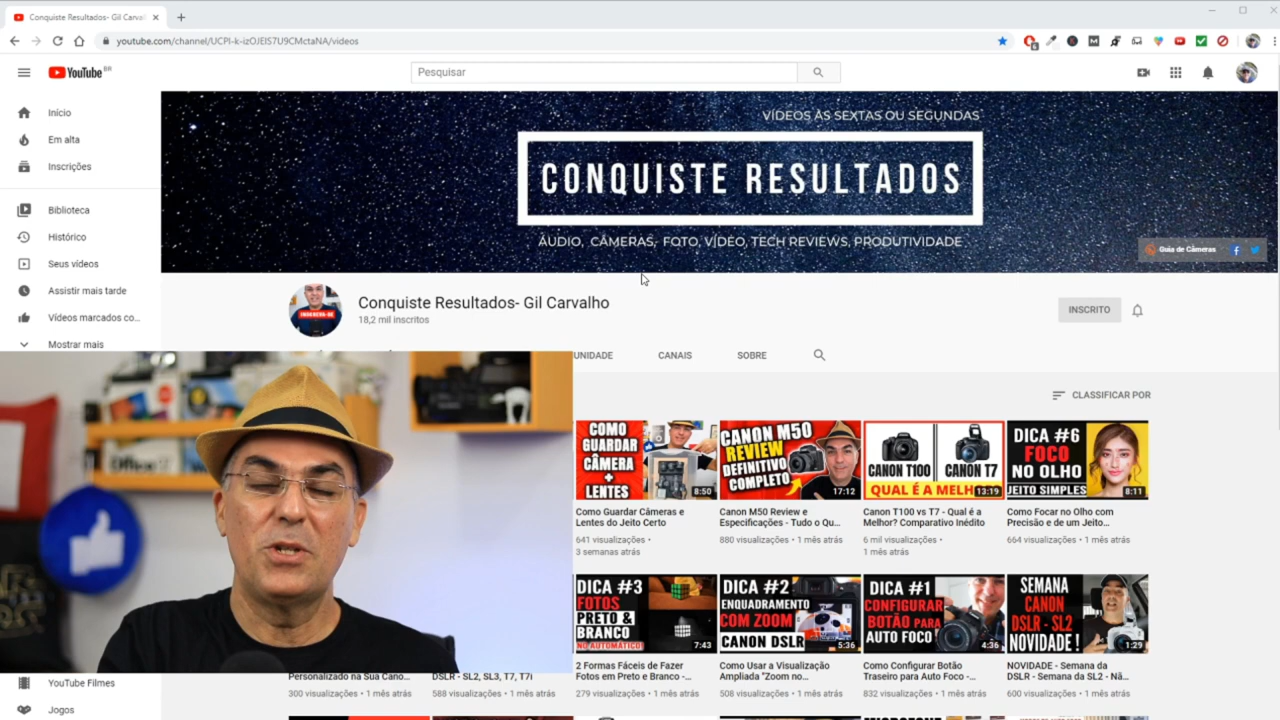 Conquiste Resultados- Gil Carval
youtube.com/channel/UCPI-k-izOJEIS7U9CMctaNA/videos
YouTube BR
Pesquisar
Início
Em alta
Inscrições
Biblioteca
Histórico
Seus vídeos
Assistir mais tarde
Vídeos marcados co...
Mostrar mais
VÍDEOS ÀS SEXTAS OU SEGUNDAS
CONQUISTE RESULTADOS
ÁUDIO, CÂMERAS, FOTO, VÍDEO, TECH REVIEWS, PRODUTIVIDADE
Guia de Câmeras
Conquiste Resultados- Gil Carvalho
18,2 mil inscritos
INSCRITO
UNIDADE
CANAIS
SOBRE
CLASSIFICAR POR
COMO
GUARDAR
CÂMERA
+
LENTES
8:50
Como Guardar Câmeras e
Lentes do Jeito Certo
641 visualizações •
3 semanas atrás
CANON M50
REVIEW
DEFINITIVO
COMPLETO
17:12
Canon M50 Review e
Especificações - Tudo o Qu...
880 visualizações • 1 mês atrás
CANON T100
CANON T7
QUAL É A MELH
13:19
Canon T100 vs T7 - Qual é a
Melhor? Comparativo Inédito
6 mil visualizações •
1 mês atrás
DICA #6
FOCO
NO OLHO
JEITO SIMPLES
8:11
Como Focar no Olho com
Precisão e de um Jeito...
664 visualizações • 1 mês atrás
DICA #3
FOTOS
PRETO &
BRANCO
NO AUTOMÁTICO!
7:43
2 Formas Fáceis de Fazer
Fotos em Preto e Branco -...
279 visualizações • 1 mês atrás
DICA #2
ENQUADRAMENTO
COM ZOOM
CANON DSLR
5:36
Como Usar a Visualização
Ampliada "Zoom no...
508 visualizações • 1 mês atrás
DICA #1
CONFIGURAR
BOTÃO PARA
AUTO FOCO
4:36
Como Configurar Botão
Traseiro para Auto Foco -...
832 visualizações • 1 mês atrás
SEMANA
CANON
DSLR - SL2
NOVIDADE !
1:29
NOVIDADE - Semana da
DSLR - Semana da SL2 - Nã...
600 visualizações • 1 mês atrás
Personalizado na Sua Cano...
300 visualizações • 1 mês atrás
DSLR - SL2, SL3, T7, T7i
588 visualizações • 1 mês atrás
YouTube Filmes
Jogos